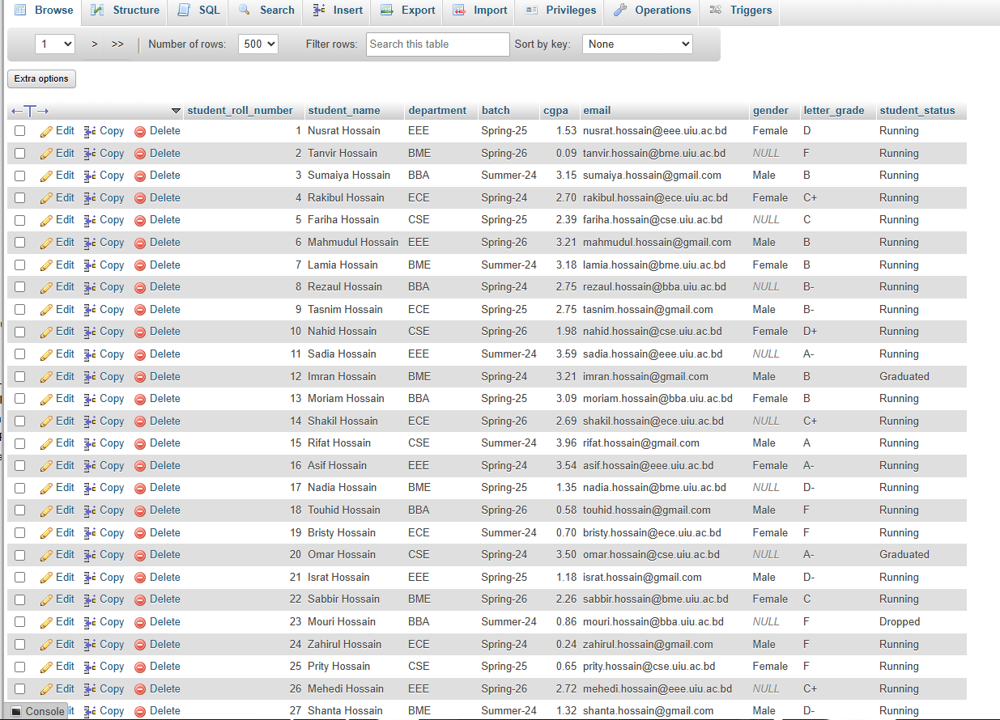 Browse Structure SQL Search Insert Export Import Privileges Operations Triggers
1 > >> | Number of rows: 500 Filter rows: Search this table Sort by key: None
Extra options
←T→ student_roll_number student_name department batch cgpa email gender letter_grade student_status
Edit Copy Delete 1 Nusrat Hossain EEE Spring-25 1.53 nusrat.hossain@eee.uiu.ac.bd Female D Running
Edit Copy Delete 2 Tanvir Hossain BME Spring-26 0.09 tanvir.hossain@bme.uiu.ac.bd NULL F Running
Edit Copy Delete 3 Sumaiya Hossain BBA Summer-24 3.15 sumaiya.hossain@gmail.com Male B Running
Edit Copy Delete 4 Rakibul Hossain ECE Spring-24 2.70 rakibul.hossain@ece.uiu.ac.bd Female C+ Running
Edit Copy Delete 5 Fariha Hossain CSE Spring-25 2.39 fariha.hossain@cse.uiu.ac.bd NULL C Running
Edit Copy Delete 6 Mahmudul Hossain EEE Spring-26 3.21 mahmudul.hossain@gmail.com Male B Running
Edit Copy Delete 7 Lamia Hossain BME Summer-24 3.18 lamia.hossain@bme.uiu.ac.bd Female B Running
Edit Copy Delete 8 Rezaul Hossain BBA Spring-24 2.75 rezaul.hossain@bba.uiu.ac.bd NULL B- Running
Edit Copy Delete 9 Tasnim Hossain ECE Spring-25 2.75 tasnim.hossain@gmail.com Male B- Running
Edit Copy Delete 10 Nahid Hossain CSE Spring-26 1.98 nahid.hossain@cse.uiu.ac.bd Female D+ Running
Edit Copy Delete 11 Sadia Hossain EEE Summer-24 3.59 sadia.hossain@eee.uiu.ac.bd NULL A- Running
Edit Copy Delete 12 Imran Hossain BME Spring-24 3.21 imran.hossain@gmail.com Male B Graduated
Edit Copy Delete 13 Moriam Hossain BBA Spring-25 3.09 moriam.hossain@bba.uiu.ac.bd Female B Running
Edit Copy Delete 14 Shakil Hossain ECE Spring-26 2.69 shakil.hossain@ece.uiu.ac.bd NULL C+ Running
Edit Copy Delete 15 Rifat Hossain CSE Summer-24 3.96 rifat.hossain@gmail.com Male A Running
Edit Copy Delete 16 Asif Hossain EEE Spring-24 3.54 asif.hossain@eee.uiu.ac.bd Female A- Running
Edit Copy Delete 17 Nadia Hossain BME Spring-25 1.35 nadia.hossain@bme.uiu.ac.bd NULL D- Running
Edit Copy Delete 18 Touhid Hossain BBA Spring-26 0.58 touhid.hossain@gmail.com Male F Running
Edit Copy Delete 19 Bristy Hossain ECE Summer-24 0.70 bristy.hossain@ece.uiu.ac.bd Female F Running
Edit Copy Delete 20 Omar Hossain CSE Spring-24 3.50 omar.hossain@cse.uiu.ac.bd NULL A- Graduated
Edit Copy Delete 21 Israt Hossain EEE Spring-25 1.18 israt.hossain@gmail.com Male D- Running
Edit Copy Delete 22 Sabbir Hossain BME Spring-26 2.26 sabbir.hossain@bme.uiu.ac.bd Female C Running
Edit Copy Delete 23 Mouri Hossain BBA Summer-24 0.86 mouri.hossain@bba.uiu.ac.bd NULL F Dropped
Edit Copy Delete 24 Zahirul Hossain ECE Spring-24 0.24 zahirul.hossain@gmail.com Male F Running
Edit Copy Delete 25 Prity Hossain CSE Spring-25 0.65 prity.hossain@cse.uiu.ac.bd Female F Running
Edit Copy Delete 26 Mehedi Hossain EEE Spring-26 2.72 mehedi.hossain@eee.uiu.ac.bd NULL C+ Running
Console Copy Delete 27 Shanta Hossain BME Summer-24 1.32 shanta.hossain@gmail.com Male D- Running